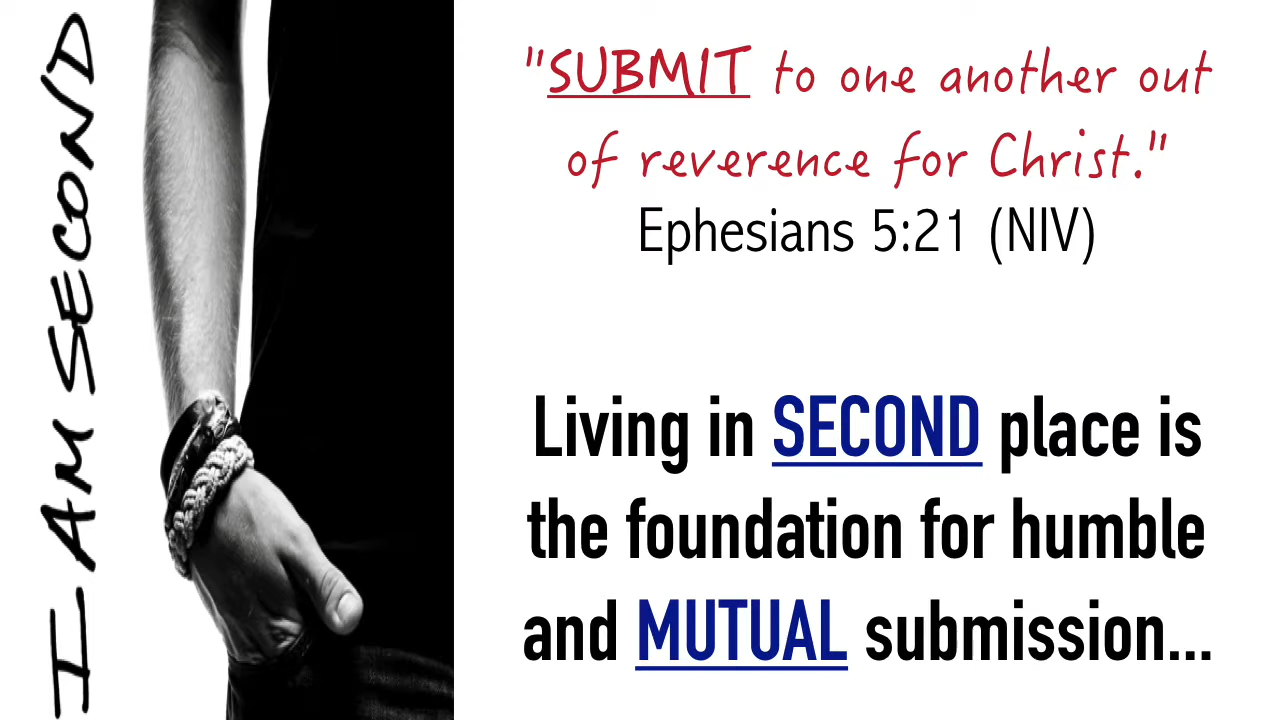 I AM SECOND
"SUBMIT to one another out
of reverence for Christ."
Ephesians 5:21 (NIV)
Living in SECOND place is
the foundation for humble
and MUTUAL submission...